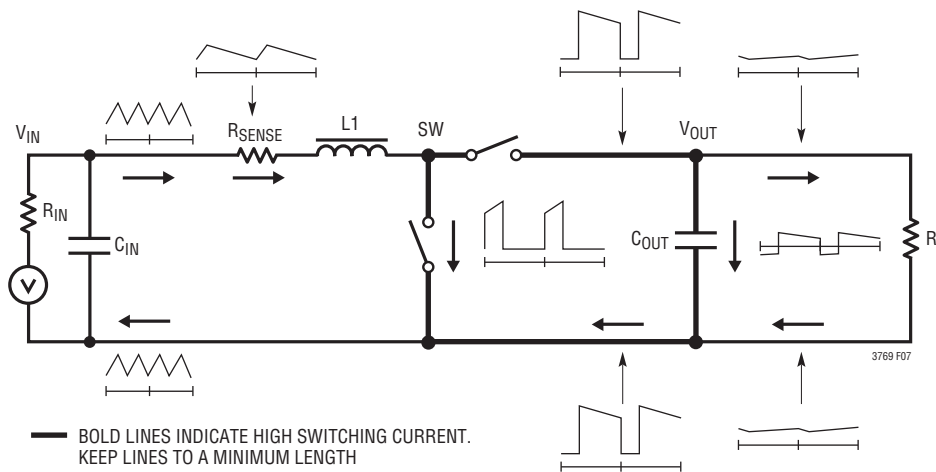 VIN
RSENSE
L1
SW
VOUT
RIN
V
CIN
COUT
R
3769 F07
BOLD LINES INDICATE HIGH SWITCHING CURRENT.
KEEP LINES TO A MINIMUM LENGTH